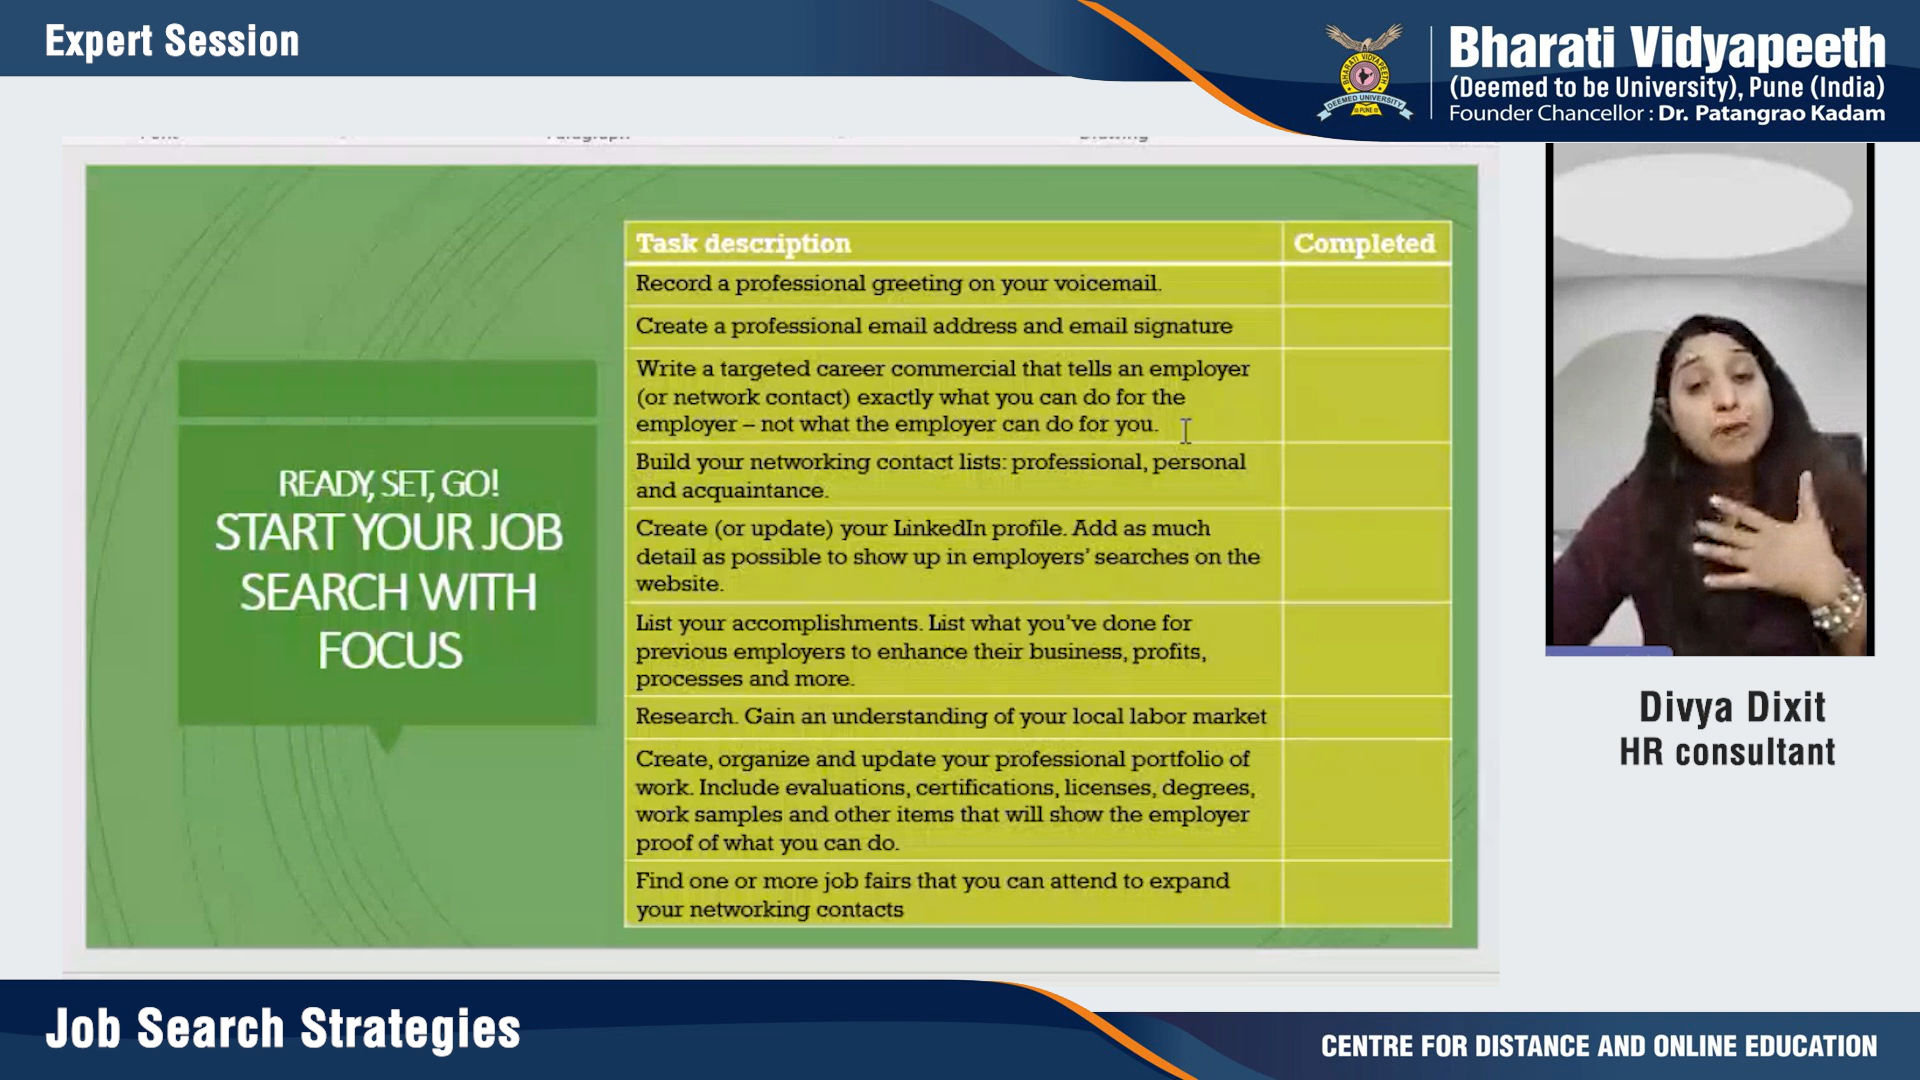 Expert Session
Bharati Vidyapeeth
(Deemed to be University), Pune (India)
Founder Chancellor : Dr. Patangrao Kadam
BHARATI VIDYAPEETH
DEEMED UNIVERSITY
PUNE
Paragraph
Drawing
READY, SET, GO!
START YOUR JOB
SEARCH WITH
FOCUS
Task description Completed
Record a professional greeting on your voicemail.
Create a professional email address and email signature
Write a targeted career commercial that tells an employer
(or network contact) exactly what you can do for the
employer – not what the employer can do for you.
Build your networking contact lists: professional, personal
and acquaintance.
Create (or update) your LinkedIn profile. Add as much
detail as possible to show up in employers’ searches on the
website.
List your accomplishments. List what you’ve done for
previous employers to enhance their business, profits,
processes and more.
Research. Gain an understanding of your local labor market
Create, organize and update your professional portfolio of
work. Include evaluations, certifications, licenses, degrees,
work samples and other items that will show the employer
proof of what you can do.
Find one or more job fairs that you can attend to expand
your networking contacts
Divya Dixit
HR consultant
Job Search Strategies
CENTRE FOR DISTANCE AND ONLINE EDUCATION